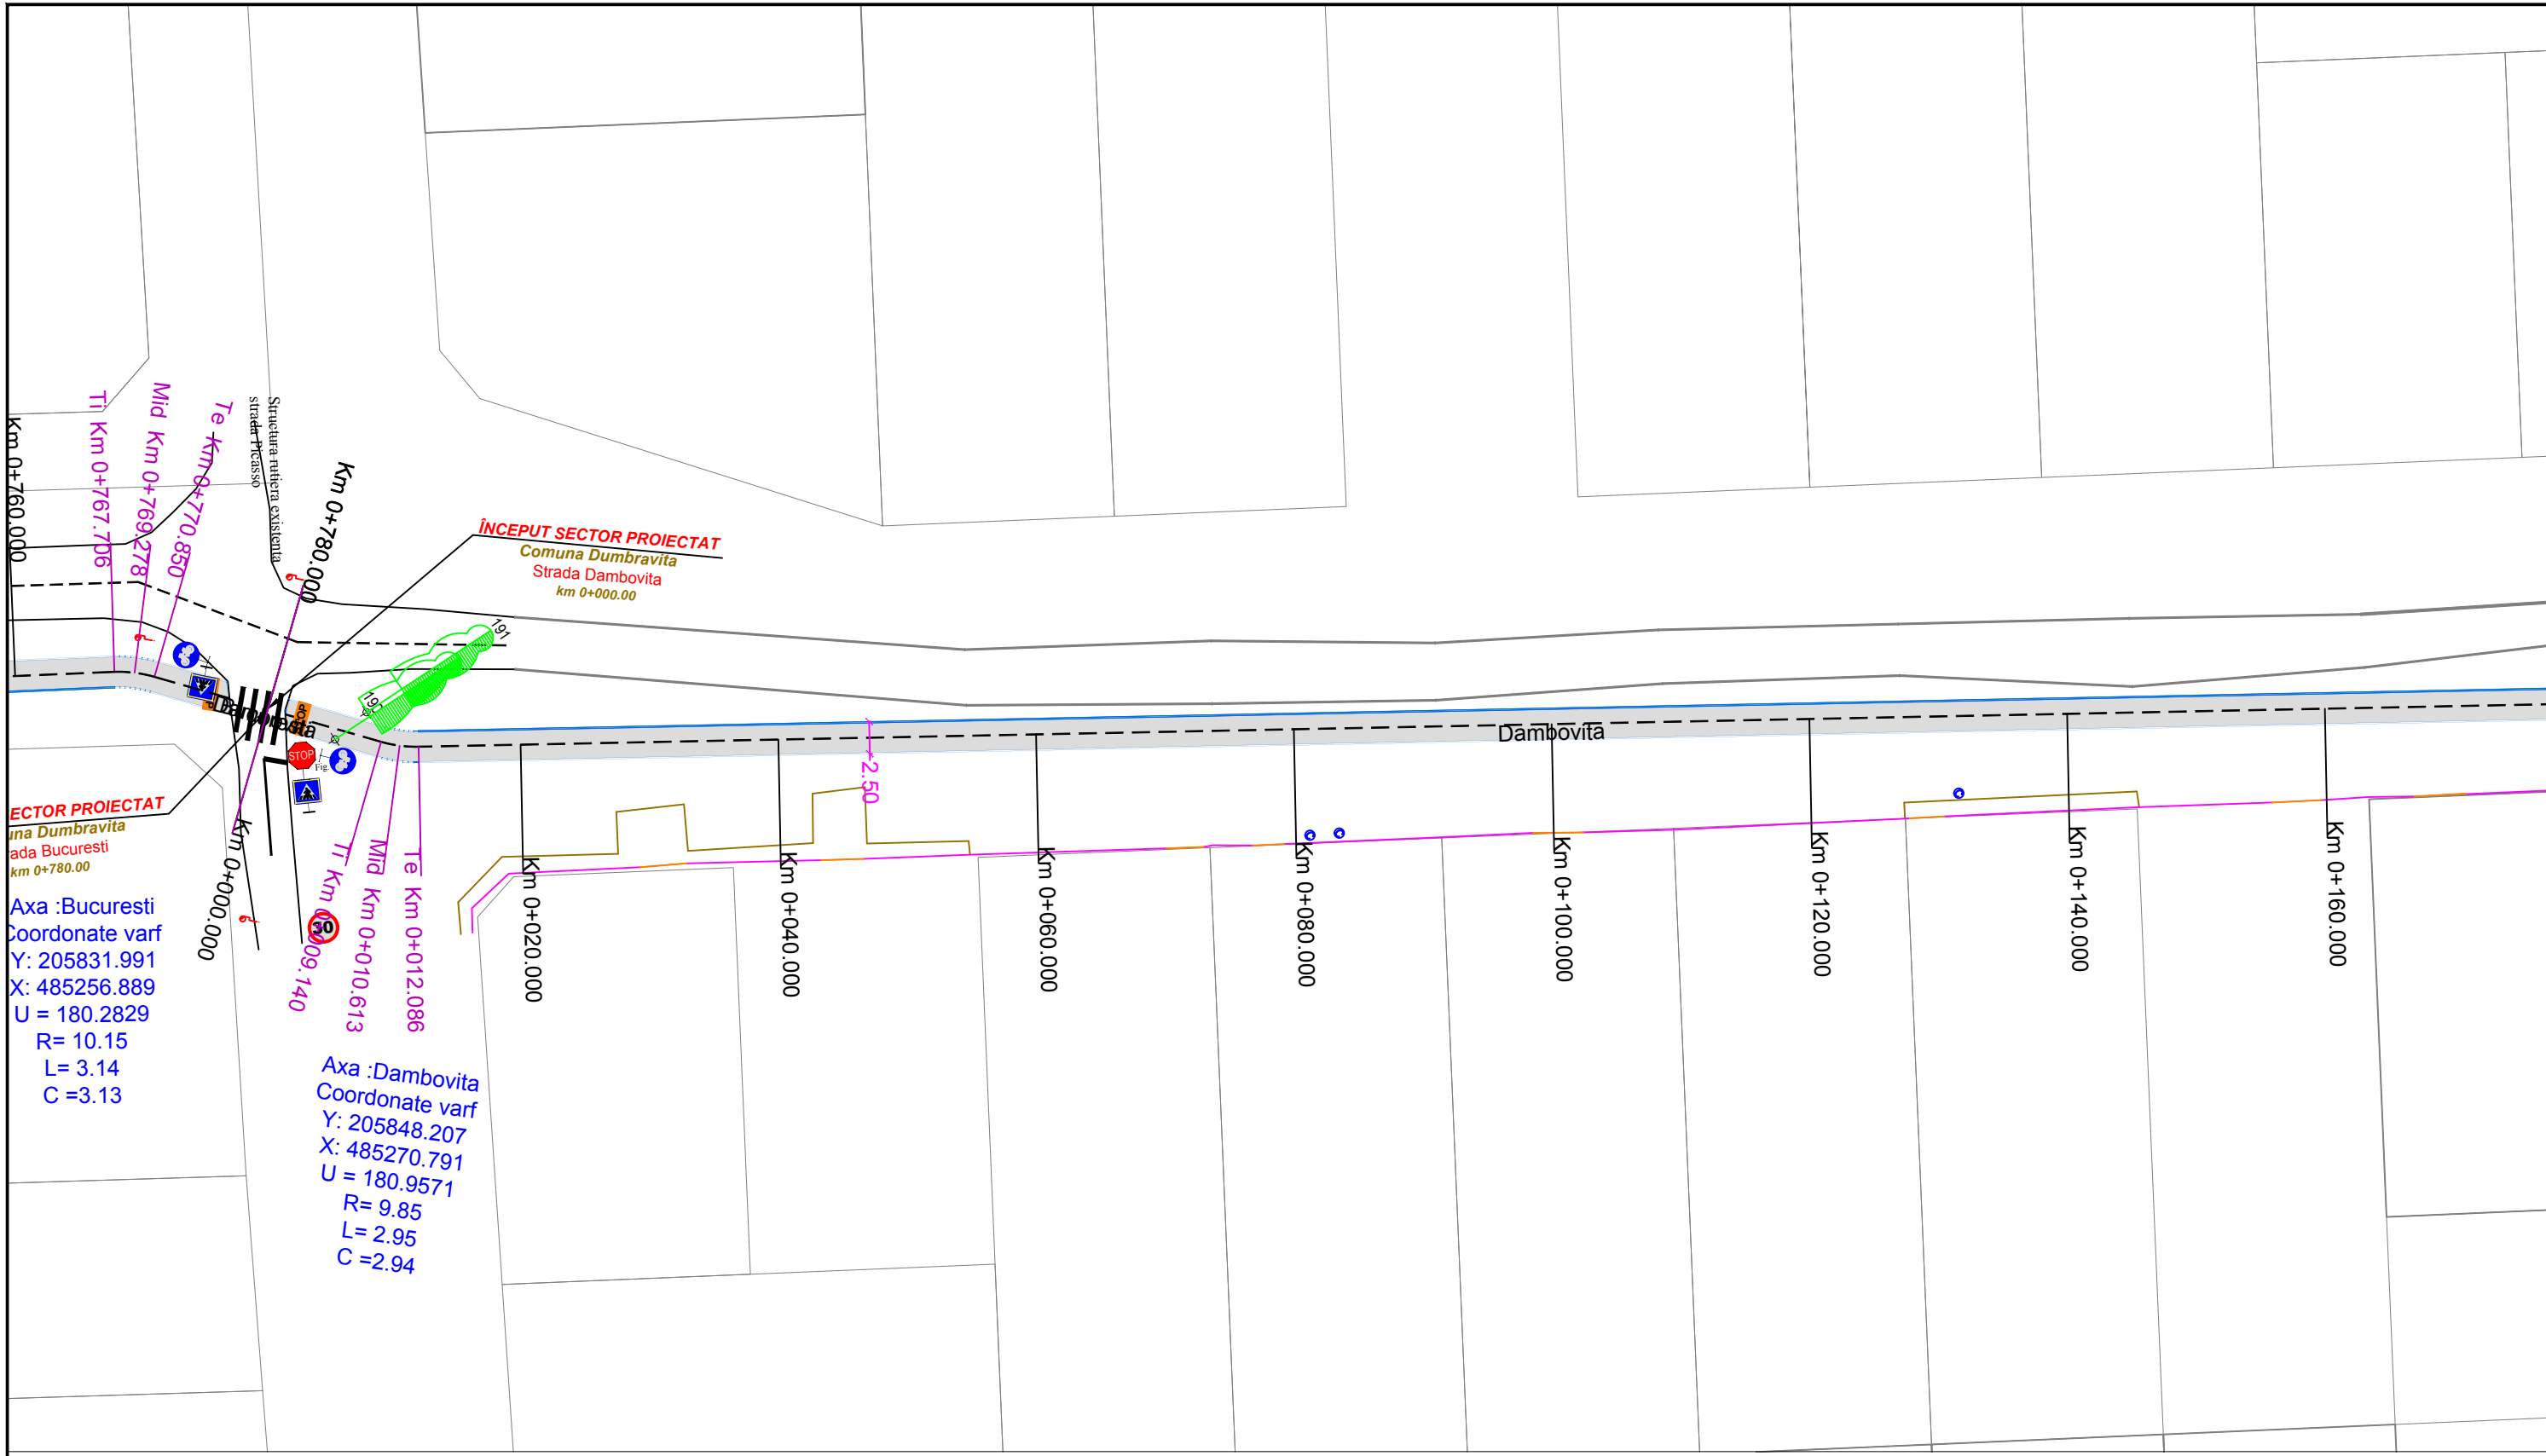 Km 0+760.000
Ti Km 0+767.706
Mid Km 0+769.278
Te Km 0+770.850
Structura rutiera existenta
strada Picasso
Km 0+780.000
ÎNCEPUT SECTOR PROIECTAT
Comuna Dumbravita
Strada Dambovita
km 0+000.00
191
190
STOP
STOP
Fig.
30
Dambovita
2.50
Dambovita
ECTOR PROIECTAT
una Dumbravita
ada Bucuresti
km 0+780.00
Axa :Bucuresti
Coordonate varf
Y: 205831.991
X: 485256.889
U = 180.2829
R= 10.15
L= 3.14
C =3.13
Km 0+000.000
Ti Km 0+009.140
Mid Km 0+010.613
Te Km 0+012.086
Axa :Dambovita
Coordonate varf
Y: 205848.207
X: 485270.791
U = 180.9571
R= 9.85
L= 2.95
C =2.94
Km 0+020.000
Km 0+040.000
Km 0+060.000
Km 0+080.000
Km 0+100.000
Km 0+120.000
Km 0+140.000
Km 0+160.000